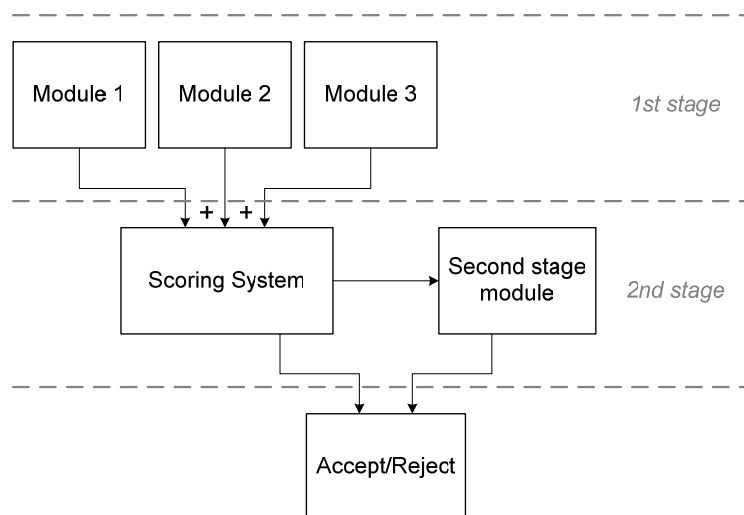 Module 1
Module 2
Module 3
1st stage
+ +
Scoring System
Second stage
module
2nd stage
Accept/Reject